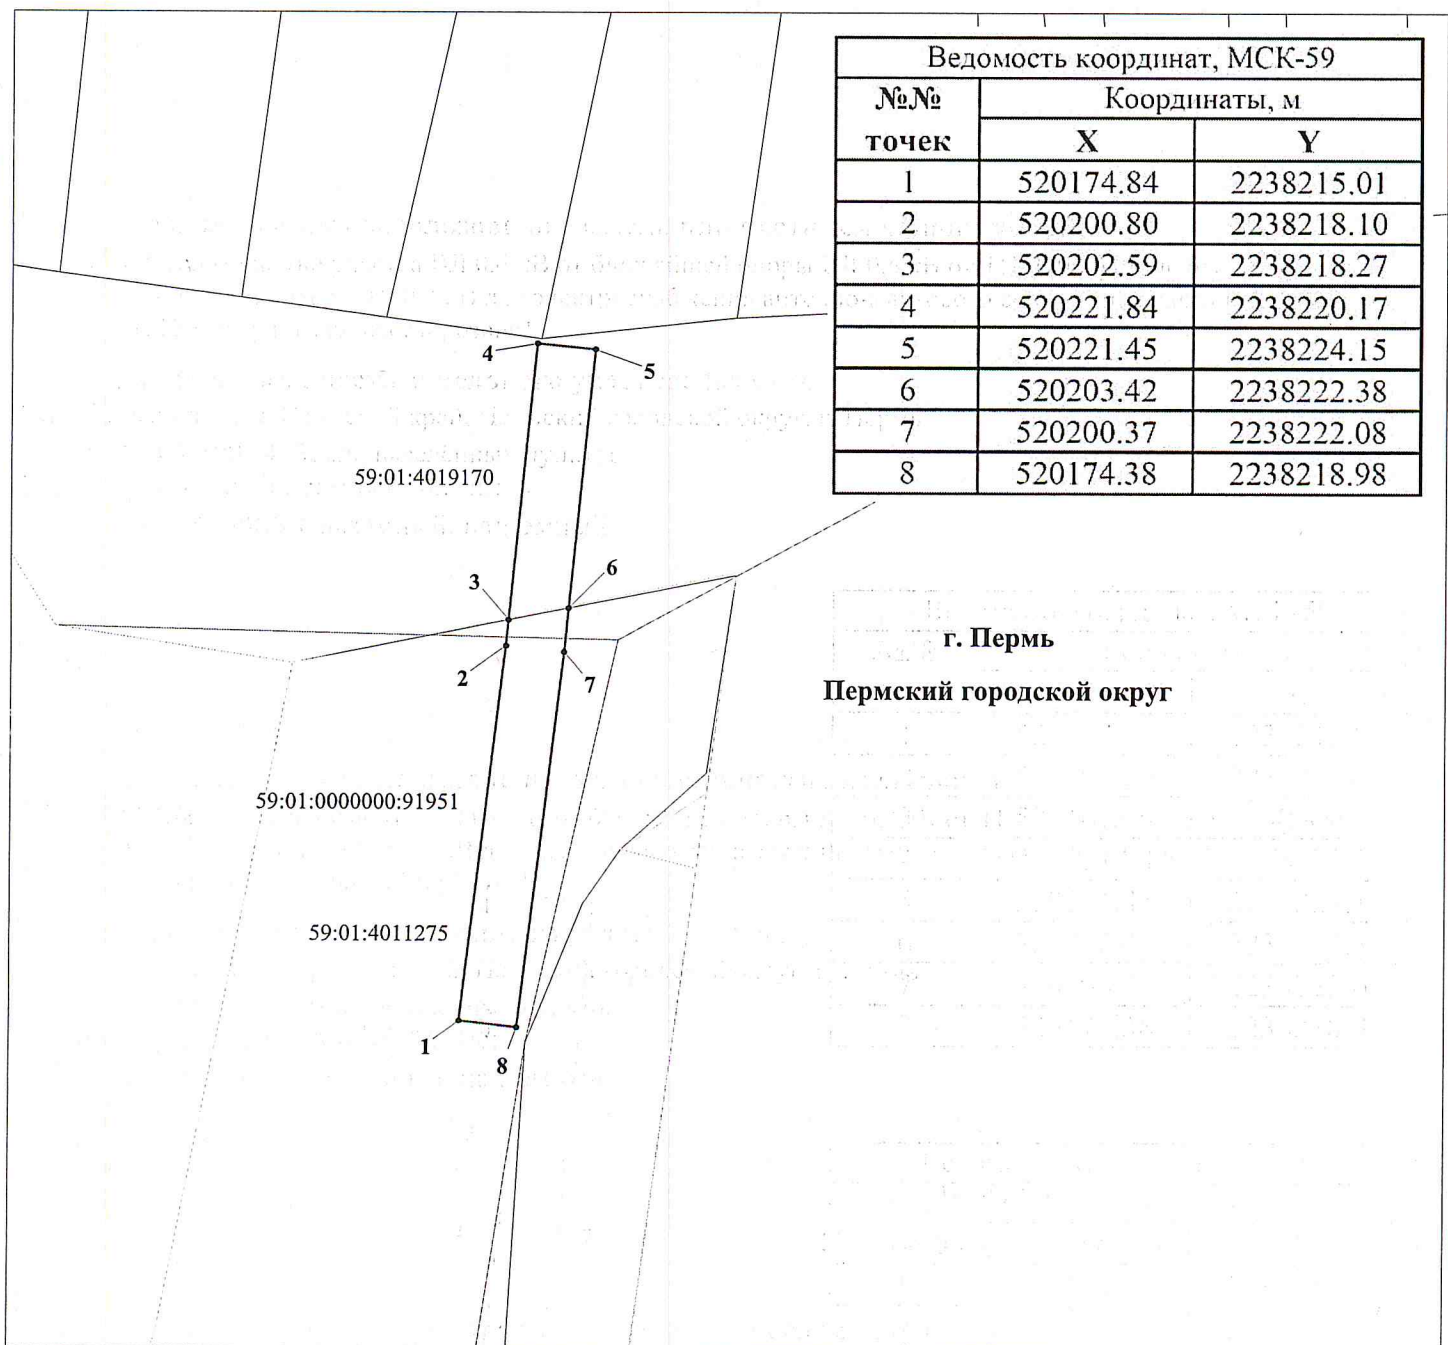 Ведомость координат, МСК-59
№№ точек Координаты, м
X Y
1 520174.84 2238215.01
2 520200.80 2238218.10
3 520202.59 2238218.27
4 520221.84 2238220.17
5 520221.45 2238224.15
6 520203.42 2238222.38
7 520200.37 2238222.08
8 520174.38 2238218.98
4
5
59:01:4019170
3
6
г. Пермь
2
7
Пермский городской округ
59:01:0000000:91951
59:01:4011275
1
8